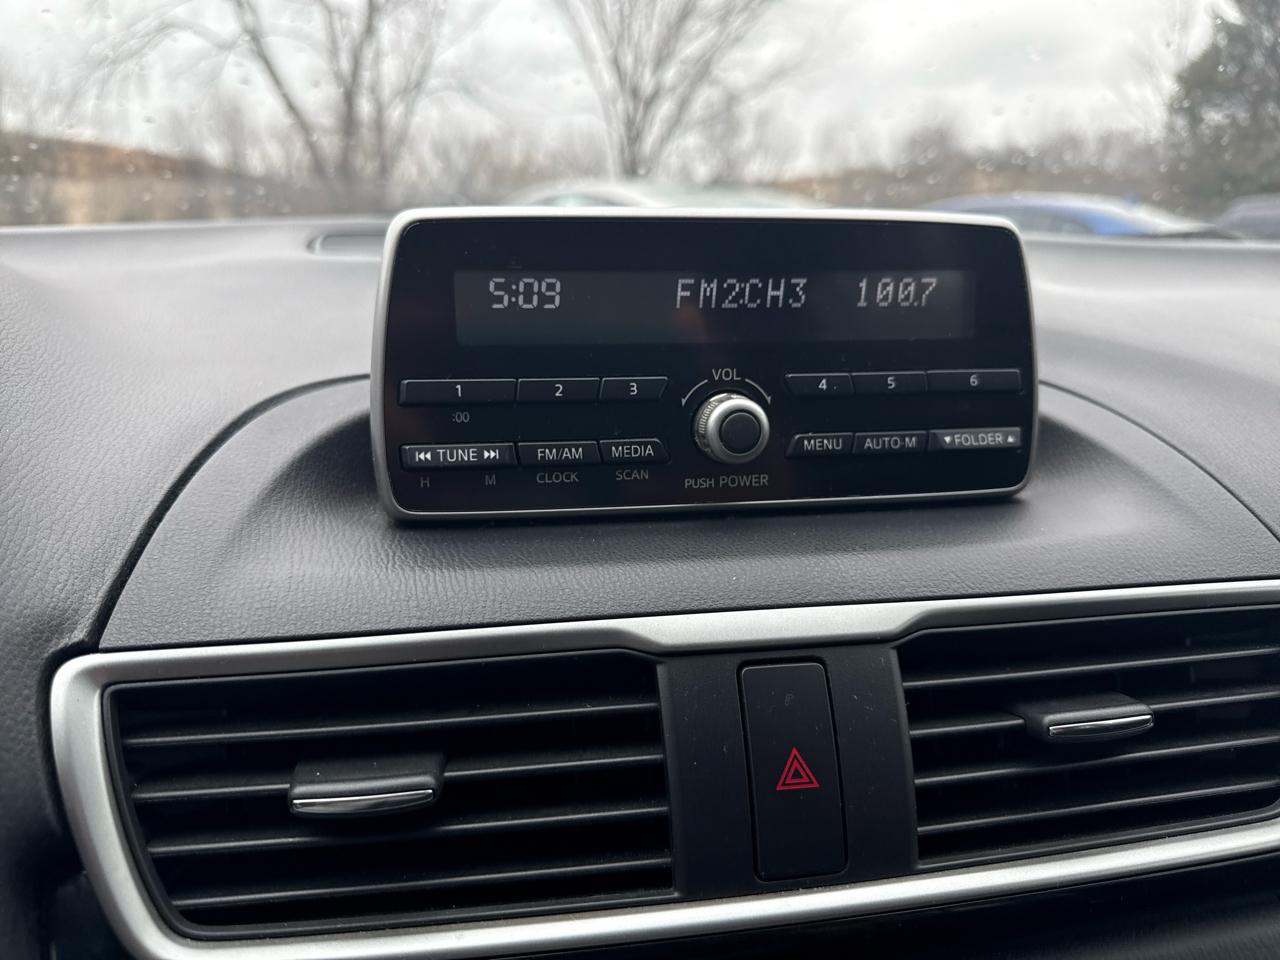 5:09 FM2CH3 100.7
VOL
1 2 3 4 5 6
:00
⏮ TUNE ⏭ FM/AM MEDIA MENU AUTO-M ▼FOLDER▲
H M CLOCK SCAN PUSH POWER